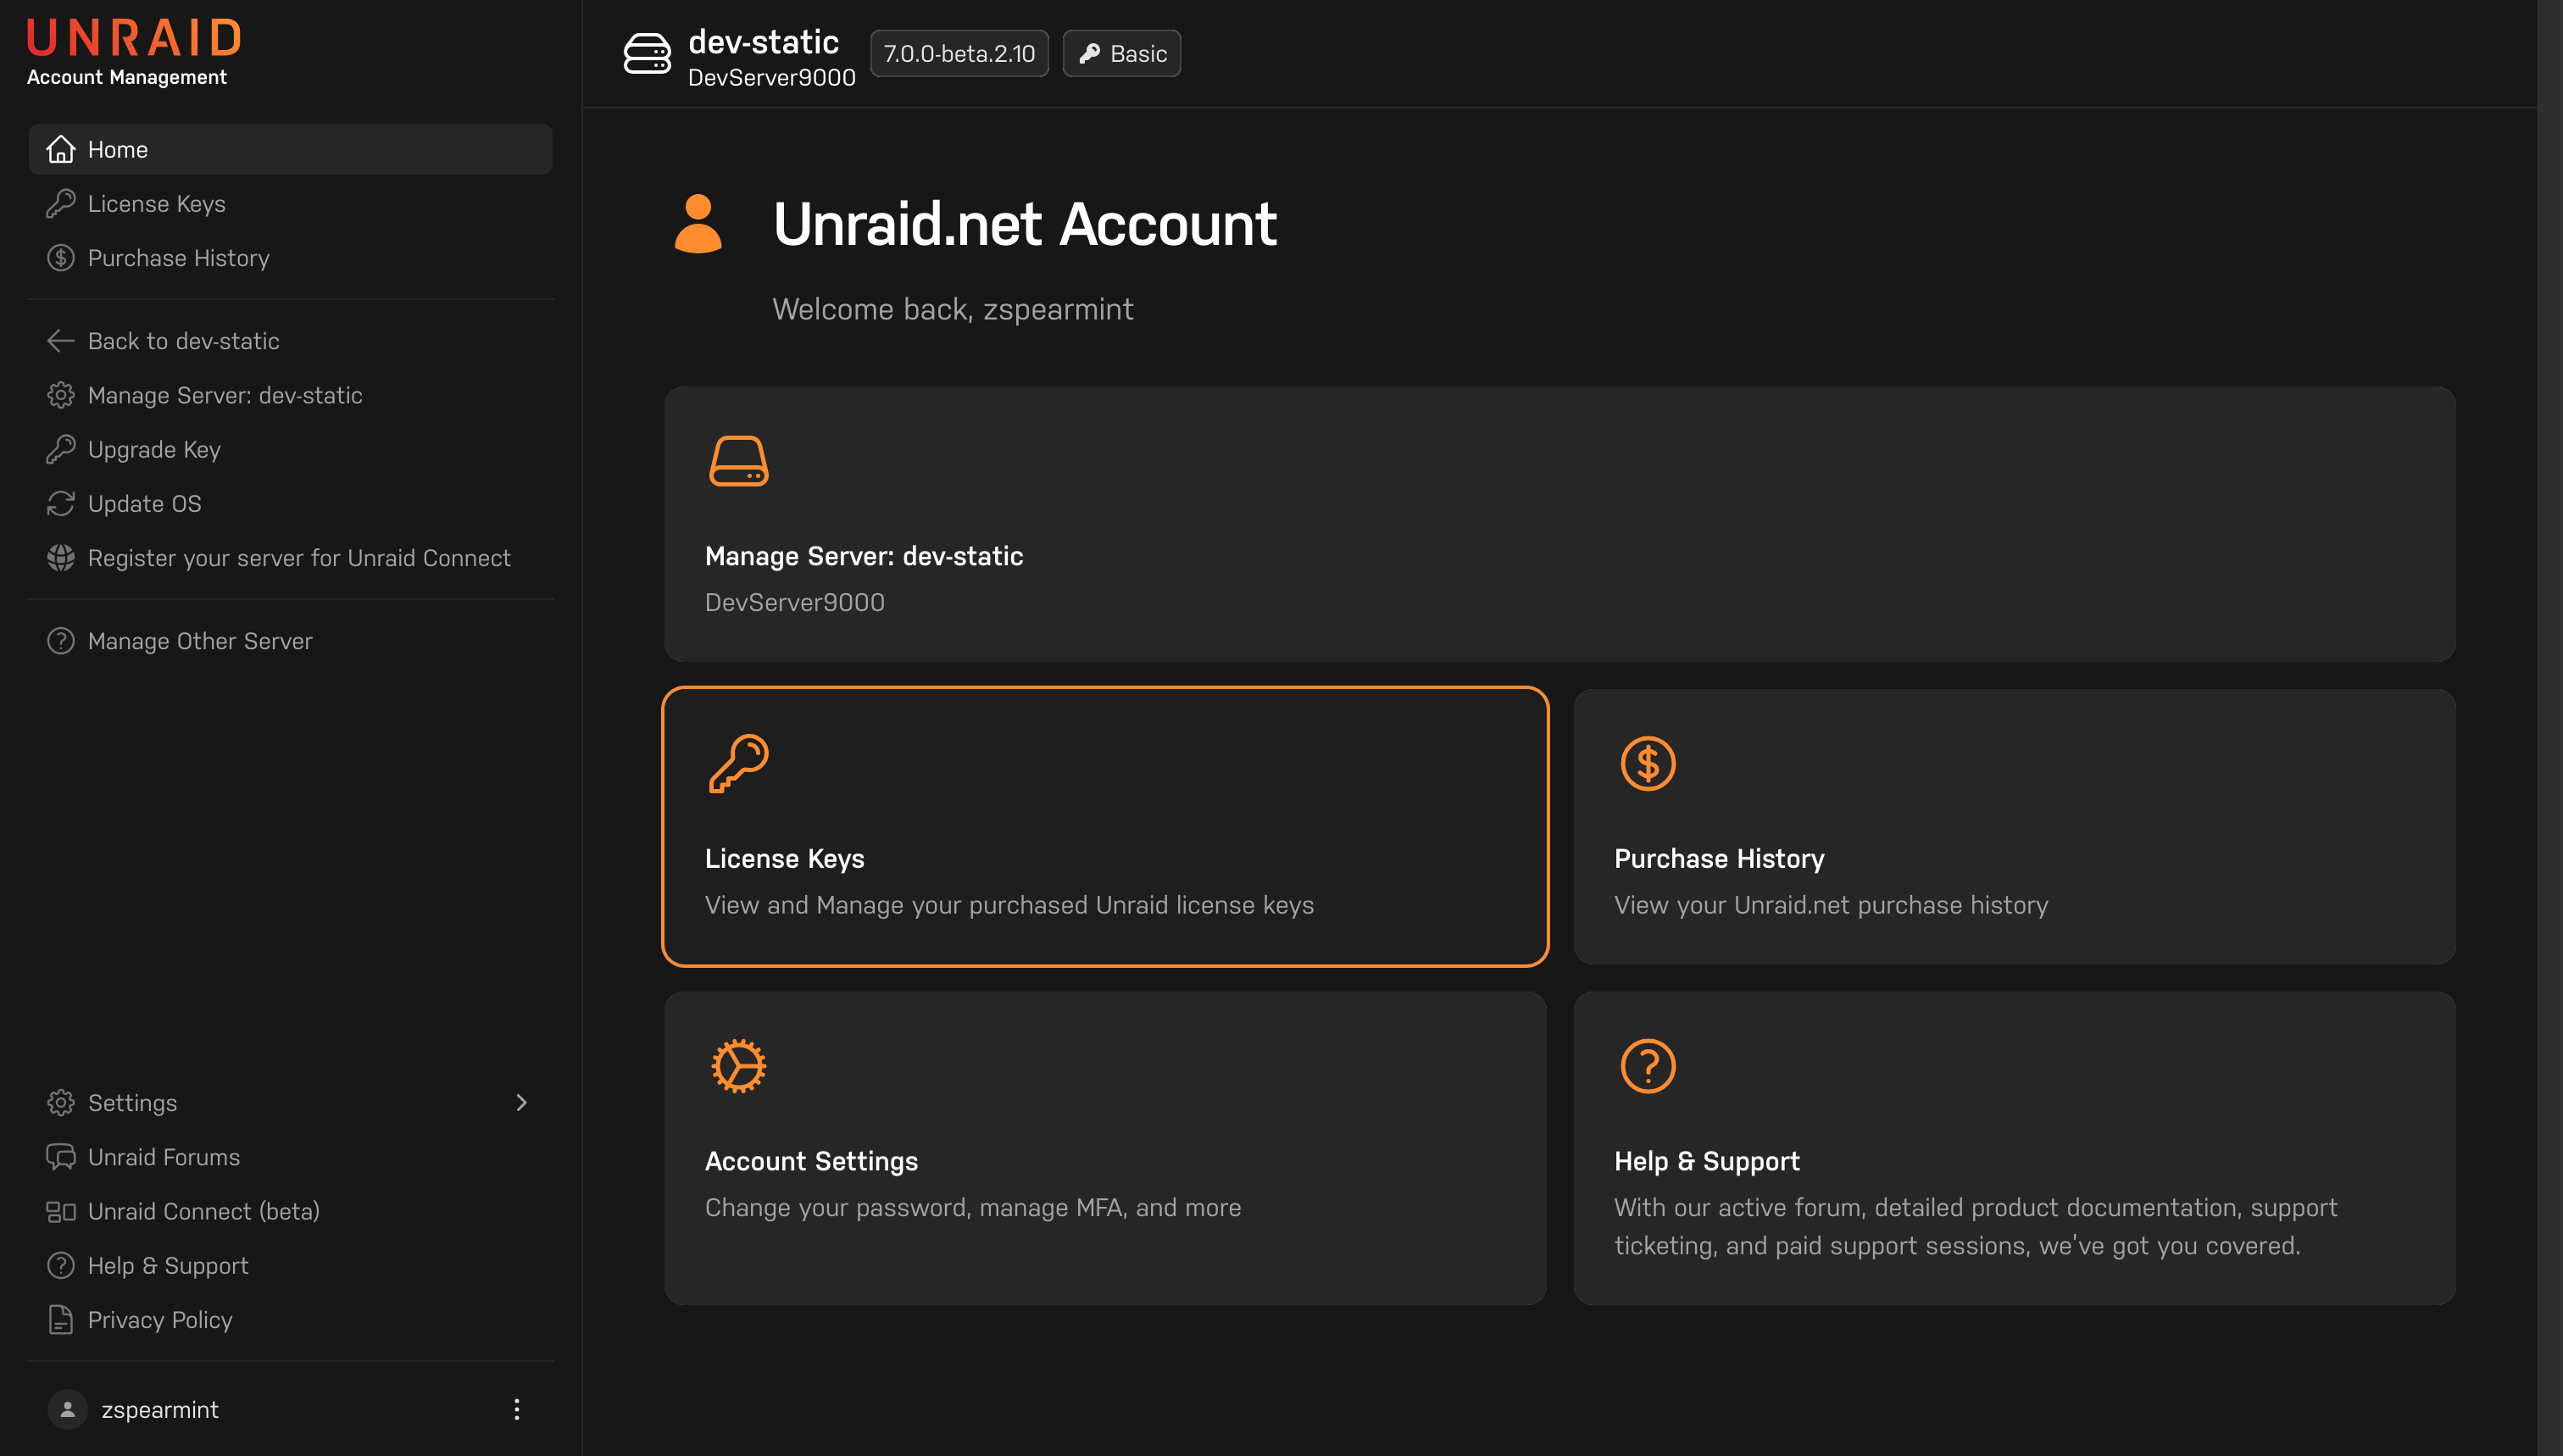 UNRAID
Account Management
Home
License Keys
Purchase History
Back to dev-static
Manage Server: dev-static
Upgrade Key
Update OS
Register your server for Unraid Connect
Manage Other Server
Settings
Unraid Forums
Unraid Connect (beta)
Help & Support
Privacy Policy
zspearmint
dev-static
DevServer9000
7.0.0-beta.2.10
Basic
Unraid.net Account
Welcome back, zspearmint
Manage Server: dev-static
DevServer9000
License Keys
View and Manage your purchased Unraid license keys
Purchase History
View your Unraid.net purchase history
Account Settings
Change your password, manage MFA, and more
Help & Support
With our active forum, detailed product documentation, support
ticketing, and paid support sessions, we've got you covered.